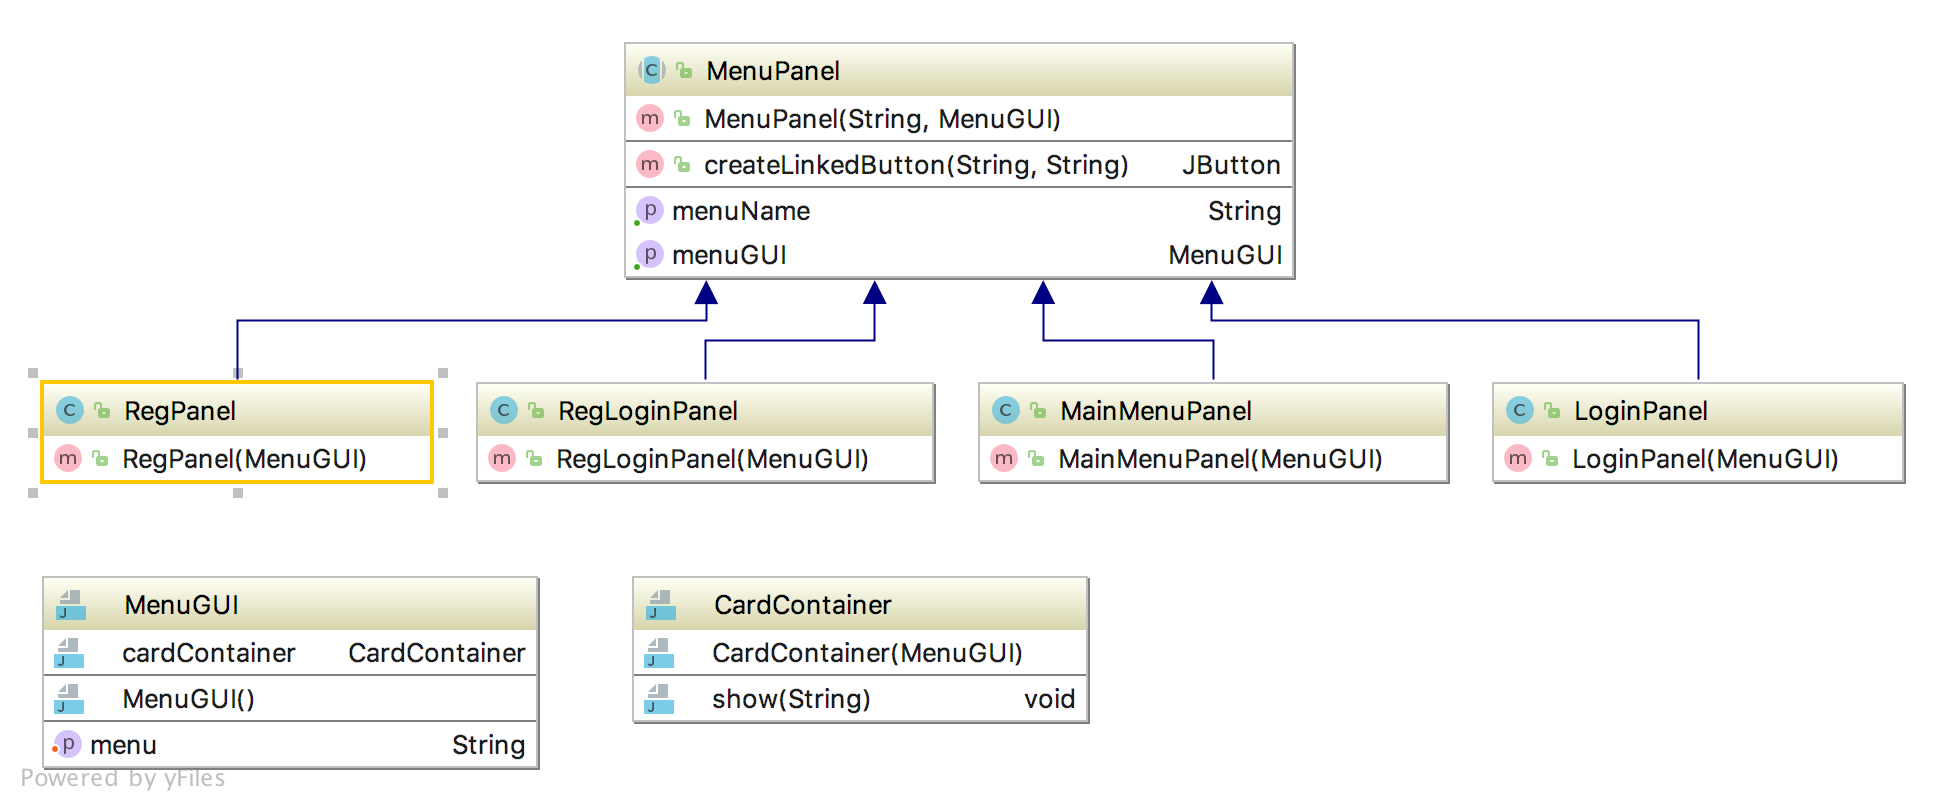 MenuPanel
MenuPanel(String, MenuGUI)
createLinkedButton(String, String) JButton
menuName String
menuGUI MenuGUI
RegPanel
RegPanel(MenuGUI)
RegLoginPanel
RegLoginPanel(MenuGUI)
MainMenuPanel
MainMenuPanel(MenuGUI)
LoginPanel
LoginPanel(MenuGUI)
MenuGUI
cardContainer CardContainer
MenuGUI()
menu String
CardContainer
CardContainer(MenuGUI)
show(String) void
Powered by yFiles